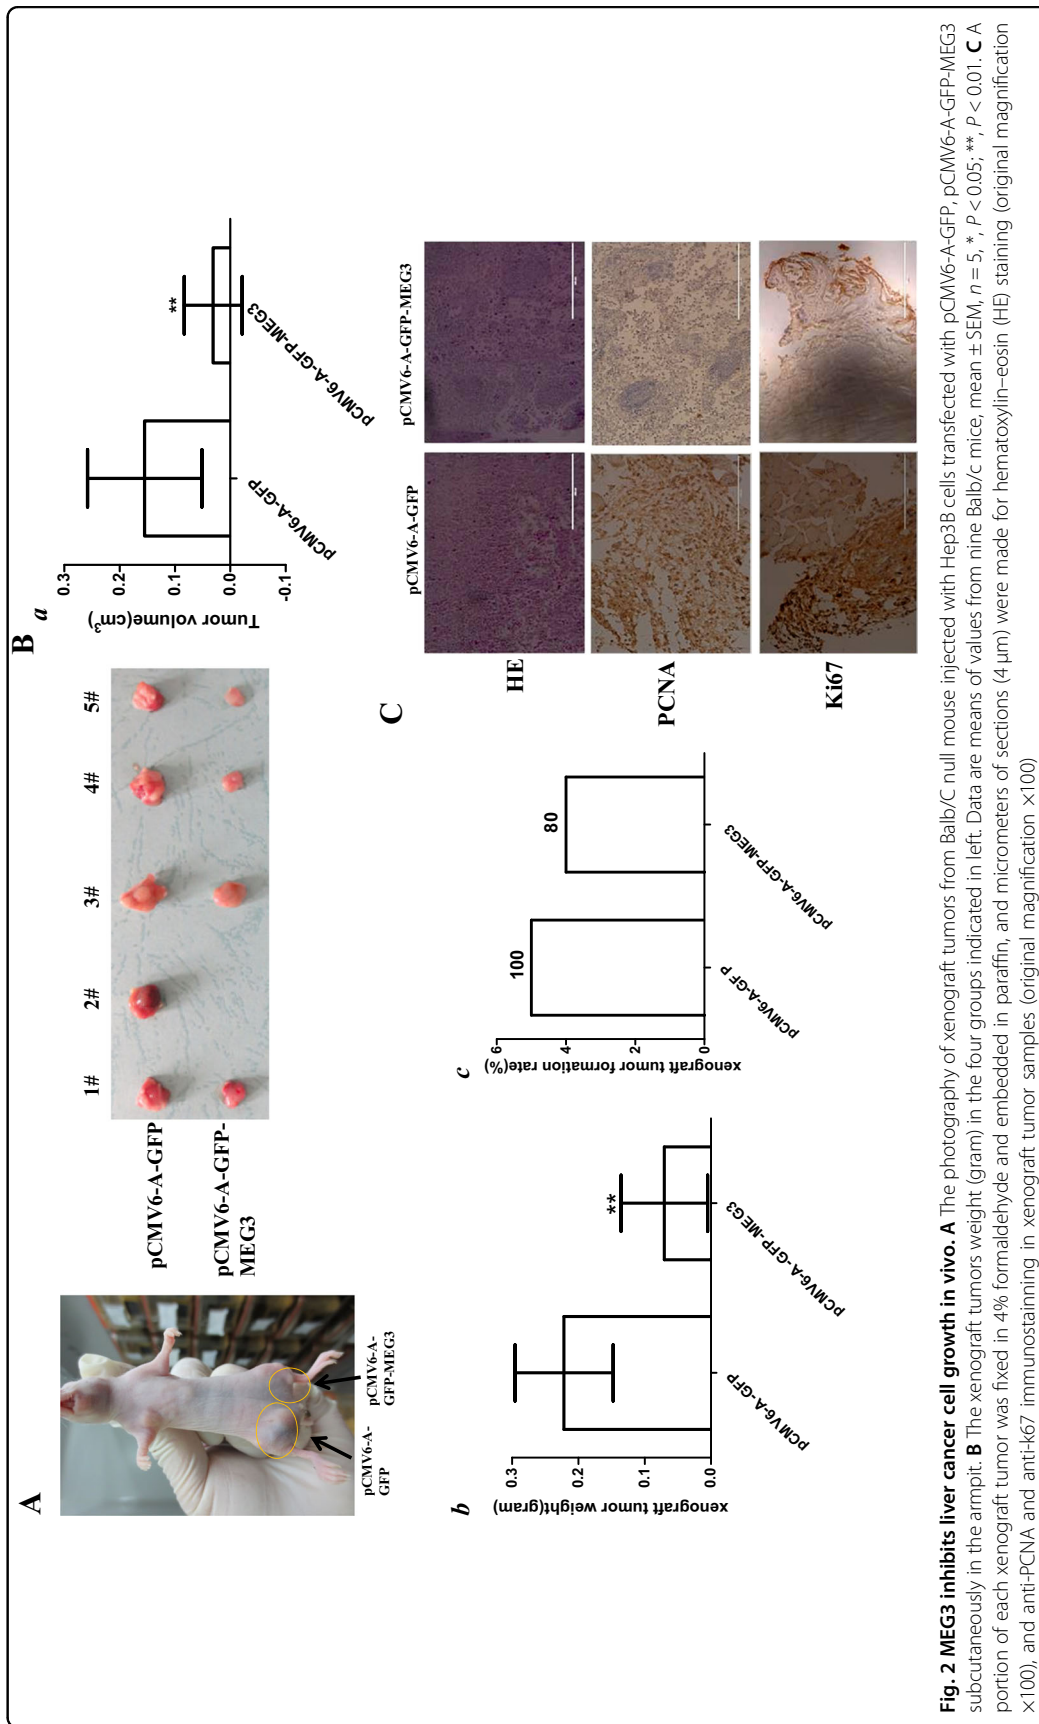 A
pCMV6-A-
GFP
pCMV6-A-
GFP-MEG3
1#
2#
3#
4#
5#
pCMV6-A-GFP
pCMV6-A-GFP-
MEG3
B
a
Tumor volume(cm3)
0.3
0.2
0.1
0.0
-0.1
**
pCMV6-A-GFP
pCMV6-A-GFP-MEG3
b
xenograft tumor weight(gram)
0.3
0.2
0.1
0.0
**
pCMV6-A-GFP
pCMV6-A-GFP-MEG3
c
xenograft tumor formation rate(%)
6
4
2
0
100
80
pCMV6-A-GF P
pCMV6-A-GFP-MEG3
C
pCMV6-A-GFP
pCMV6-A-GFP-MEG3
HE
PCNA
Ki67
Fig. 2 MEG3 inhibits liver cancer cell growth in vivo. A The photography of xenograft tumors from Balb/C null mouse injected with Hep3B cells transfected with pCMV6-A-GFP, pCMV6-A-GFP-MEG3
subcutaneously in the armpit. B The xenograft tumors weight (gram) in the four groups indicated in left. Data are means of values from nine Balb/c mice, mean ± SEM, n = 5, *, P < 0.05; **, P < 0.01. C A
portion of each xenograft tumor was fixed in 4% formaldehyde and embedded in paraffin, and micrometers of sections (4 μm) were made for hematoxylin–eosin (HE) staining (original magnification
×100), and anti-PCNA and anti-k67 immunostainning in xenograft tumor samples (original magnification ×100)